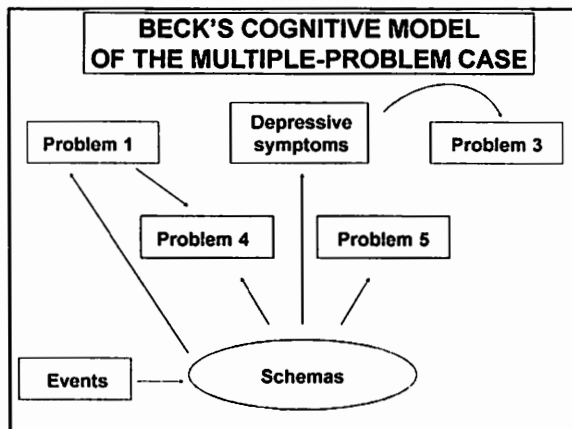 BECK'S COGNITIVE MODEL
OF THE MULTIPLE-PROBLEM CASE
Problem 1
Depressive
symptoms
Problem 3
Problem 4
Problem 5
Events
Schemas